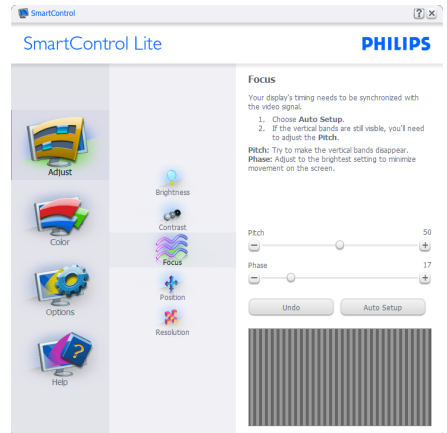 SmartControl
SmartControl Lite
PHILIPS
Adjust
Color
Options
Help
Brightness
Contrast
Focus
Position
Resolution
Focus
Your display's timing needs to be synchronized with
the video signal.
1. Choose Auto Setup.
2. If the vertical bands are still visible, you'll need
to adjust the Pitch.
Pitch: Try to make the vertical bands disappear.
Phase: Adjust to the brightest setting to minimize
movement on the screen.
Pitch 50
Phase 17
Undo Auto Setup